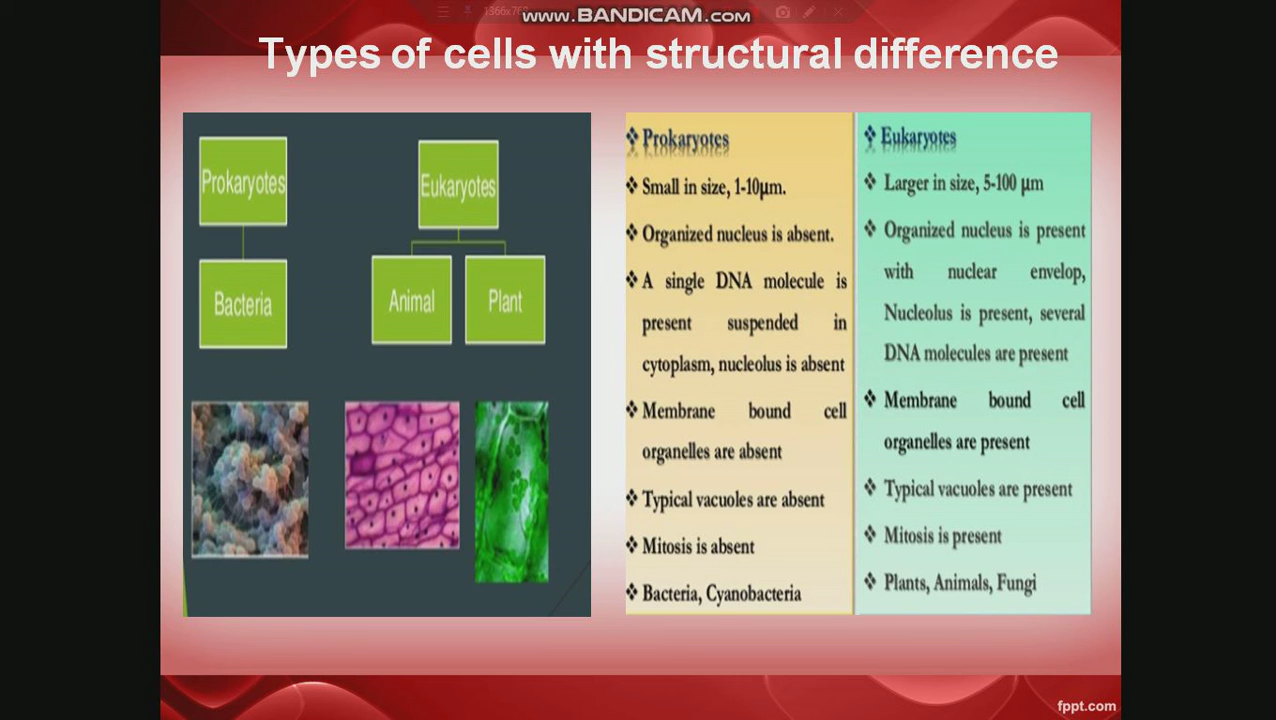 1366x768
WWW.BANDICAM.COM
Types of cells with structural difference
Prokaryotes
Eukaryotes
Bacteria
Animal
Plant
❖ Prokaryotes
❖ Small in size, 1-10µm.
❖ Organized nucleus is absent.
❖ A single DNA molecule is
present suspended in
cytoplasm, nucleolus is absent
❖ Membrane bound cell
organelles are absent
❖ Typical vacuoles are absent
❖ Mitosis is absent
❖ Bacteria, Cyanobacteria
❖ Eukaryotes
❖ Larger in size, 5-100 µm
❖ Organized nucleus is present
with nuclear envelop,
Nucleolus is present, several
DNA molecules are present
❖ Membrane bound cell
organelles are present
❖ Typical vacuoles are present
❖ Mitosis is present
❖ Plants, Animals, Fungi
fppt.com